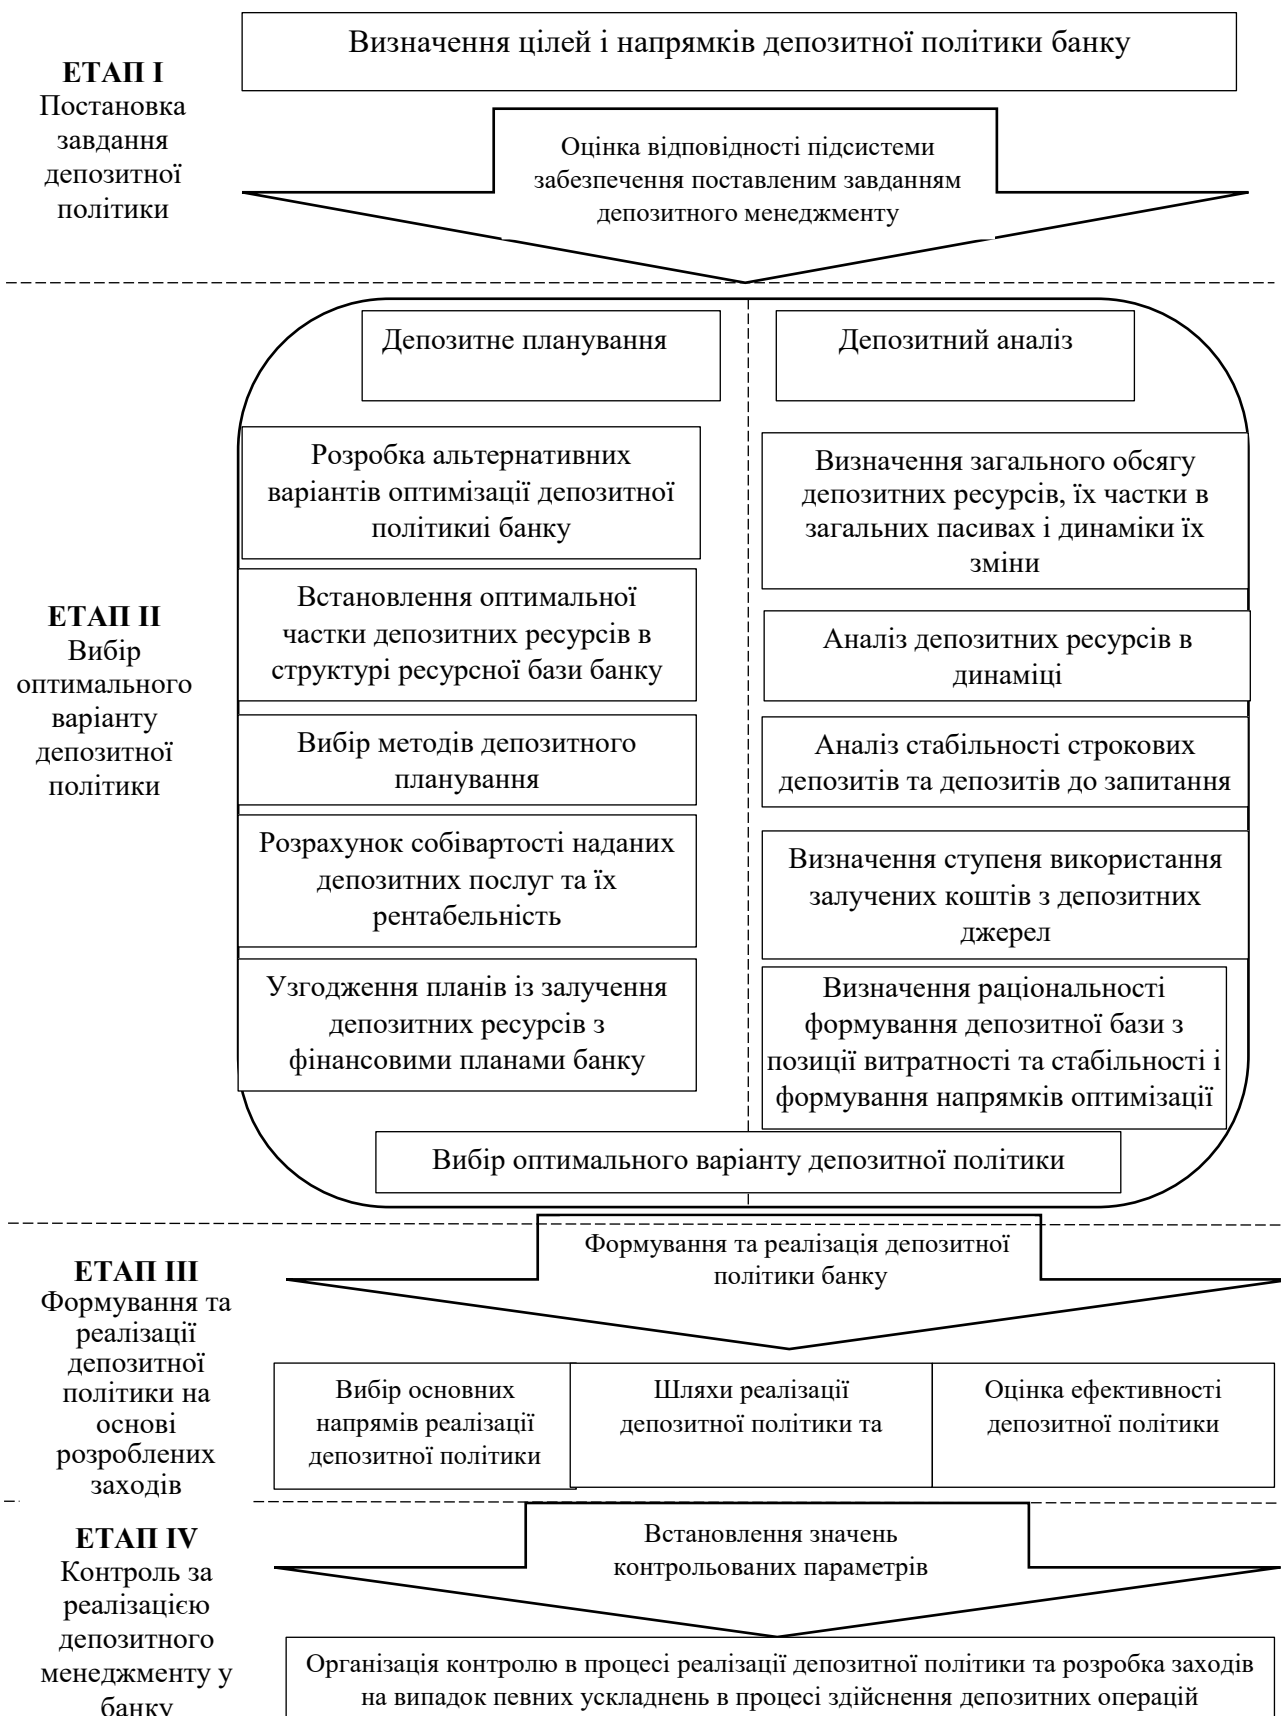 Визначення цілей і напрямків депозитної політики банку
ЕТАП І
Постановка
завдання
депозитної
політики
Оцінка відповідності підсистеми
забезпечення поставленим завданням
депозитного менеджменту
ЕТАП ІІ
Вибір
оптимального
варіанту
депозитної
політики
Депозитне планування
Розробка альтернативних
варіантів оптимізації депозитної
політикиі банку
Встановлення оптимальної
частки депозитних ресурсів в
структурі ресурсної бази банку
Вибір методів депозитного
планування
Розрахунок собівартості наданих
депозитних послуг та їх
рентабельність
Узгодження планів із залучення
депозитних ресурсів з
фінансовими планами банку
Депозитний аналіз
Визначення загального обсягу
депозитних ресурсів, їх частки в
загальних пасивах і динаміки їх
зміни
Аналіз депозитних ресурсів в
динаміці
Аналіз стабільності строкових
депозитів та депозитів до запитання
Визначення ступеня використання
залучених коштів з депозитних
джерел
Визначення раціональності
формування депозитної бази з
позиції витратності та стабільності і
формування напрямків оптимізації
Вибір оптимального варіанту депозитної політики
ЕТАП ІІІ
Формування та
реалізації
депозитної
політики на
основі
розроблених
заходів
Формування та реалізація депозитної
політики банку
Вибір основних
напрямів реалізації
депозитної політики
Шляхи реалізації
депозитної політики та
Оцінка ефективності
депозитної політики
ЕТАП IV
Контроль за
реалізацією
депозитного
менеджменту у
банку
Встановлення значень
контрольованих параметрів
Організація контролю в процесі реалізації депозитної політики та розробка заходів
на випадок певних ускладнень в процесі здійснення депозитних операцій